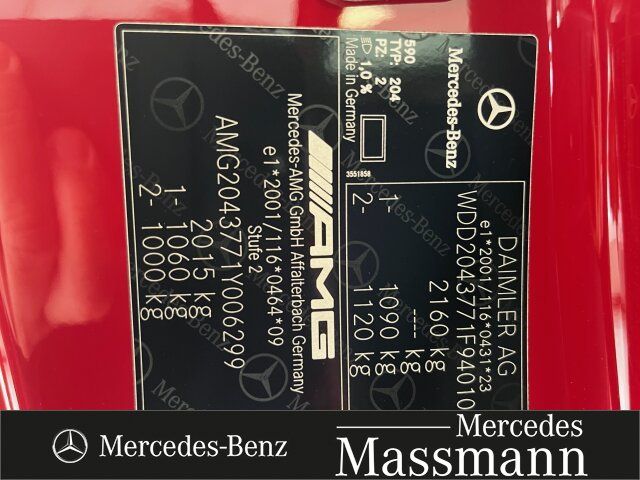 Mercedes-Benz
590
TYP: 204
PZ: 2
1,0 %
Made in Germany
3551858
DAIMLER AG
e1*2001/116*0431*23
WDD2043771F94010
2160 kg
----
1- 1090 kg
2- 1120 kg
AMG
Mercedes-AMG GmbH Affalterbach Germany
e1*2001/116*0464*09
Stufe 2
AMG2043771Y006299
2015 kg
1- 1060 kg
2- 1000 kg
Mercedes-Benz
Mercedes
Massmann